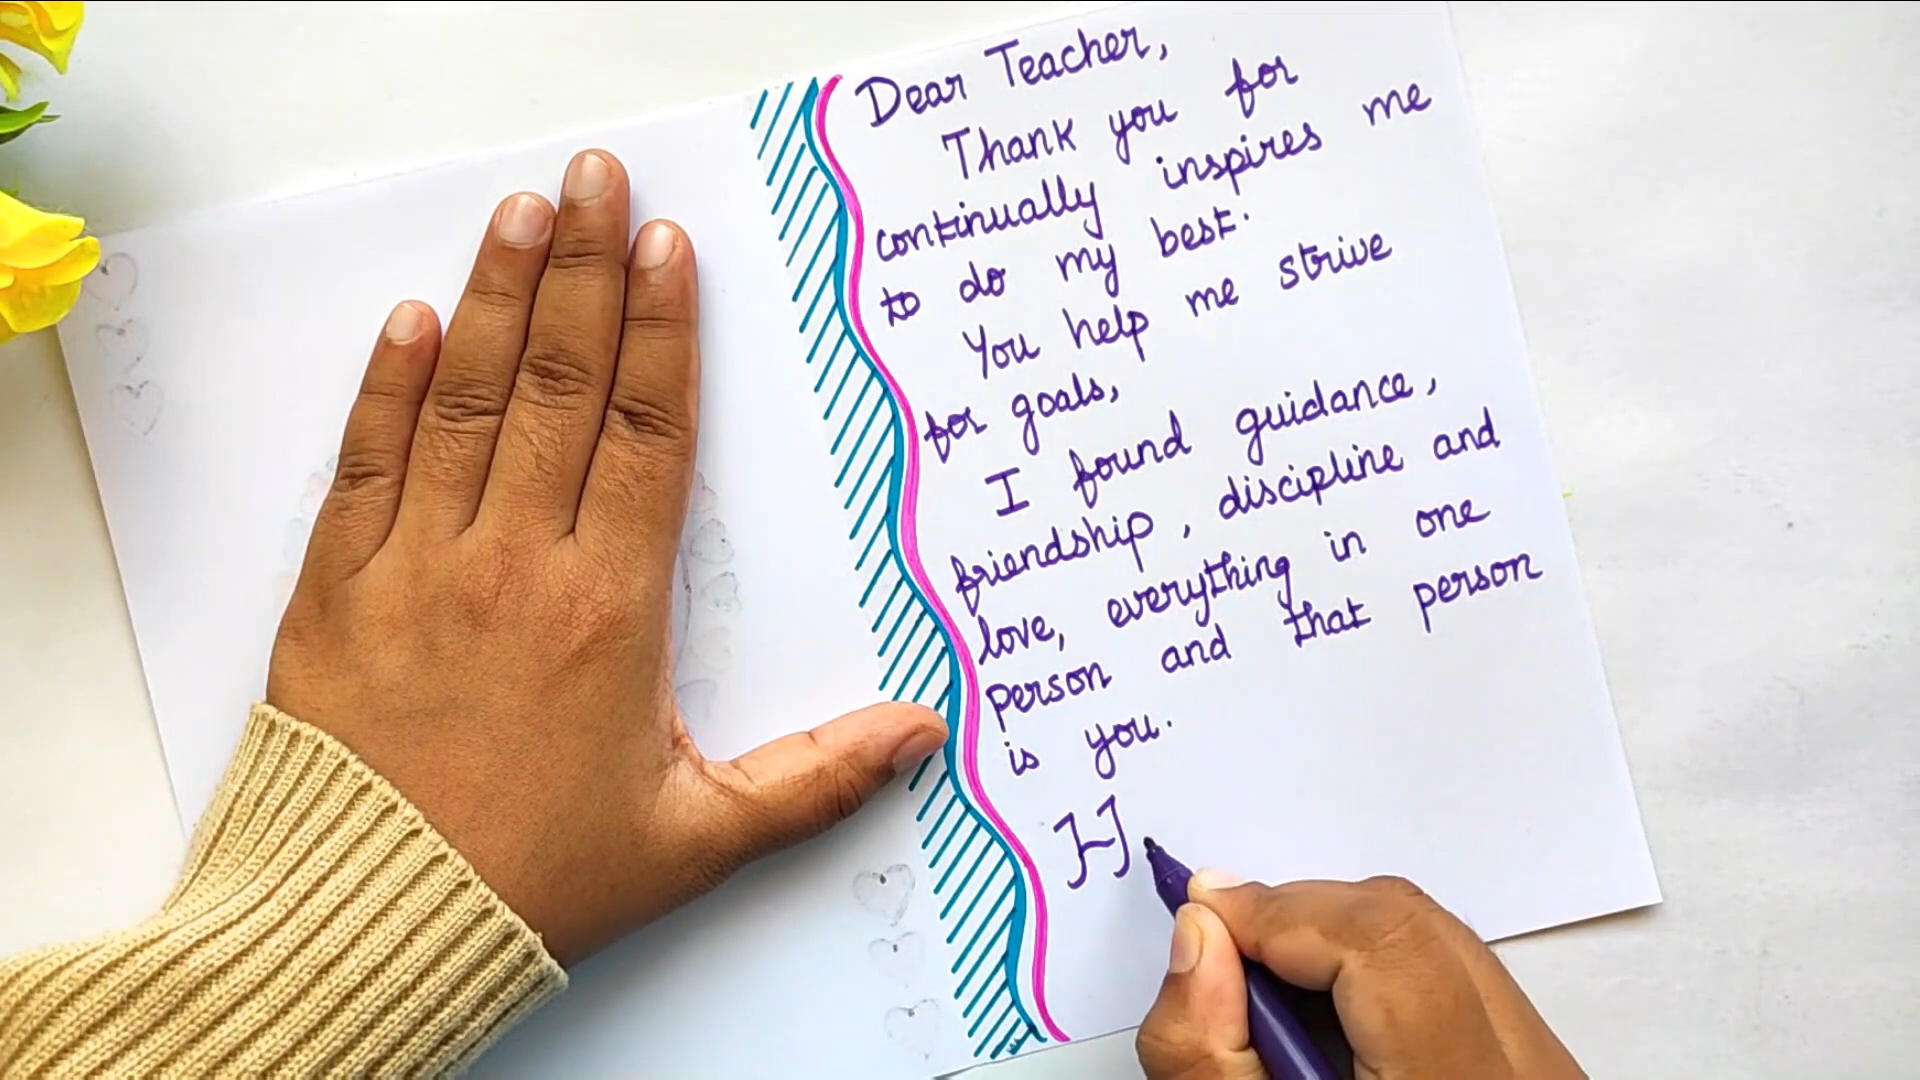 Dear Teacher,
Thank you for
continually inspires me
to do my best.
You help me strive
for goals,
I found guidance,
friendship, discipline and
love, everything in one
person and that person
is you.
H